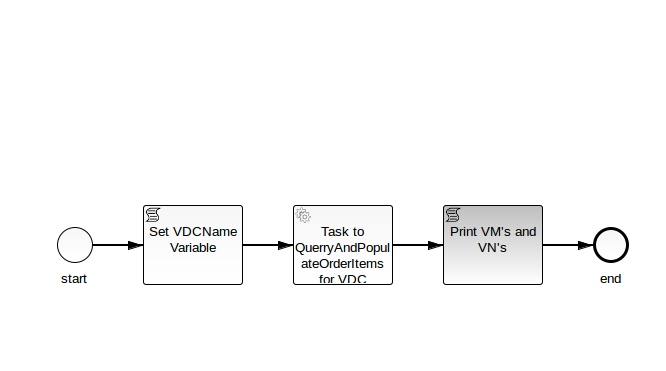 Set VDCName
Variable
Task to
QuerryAndPopul
ateOrderItems
for VDC
Print VM's and
VN's
start
end